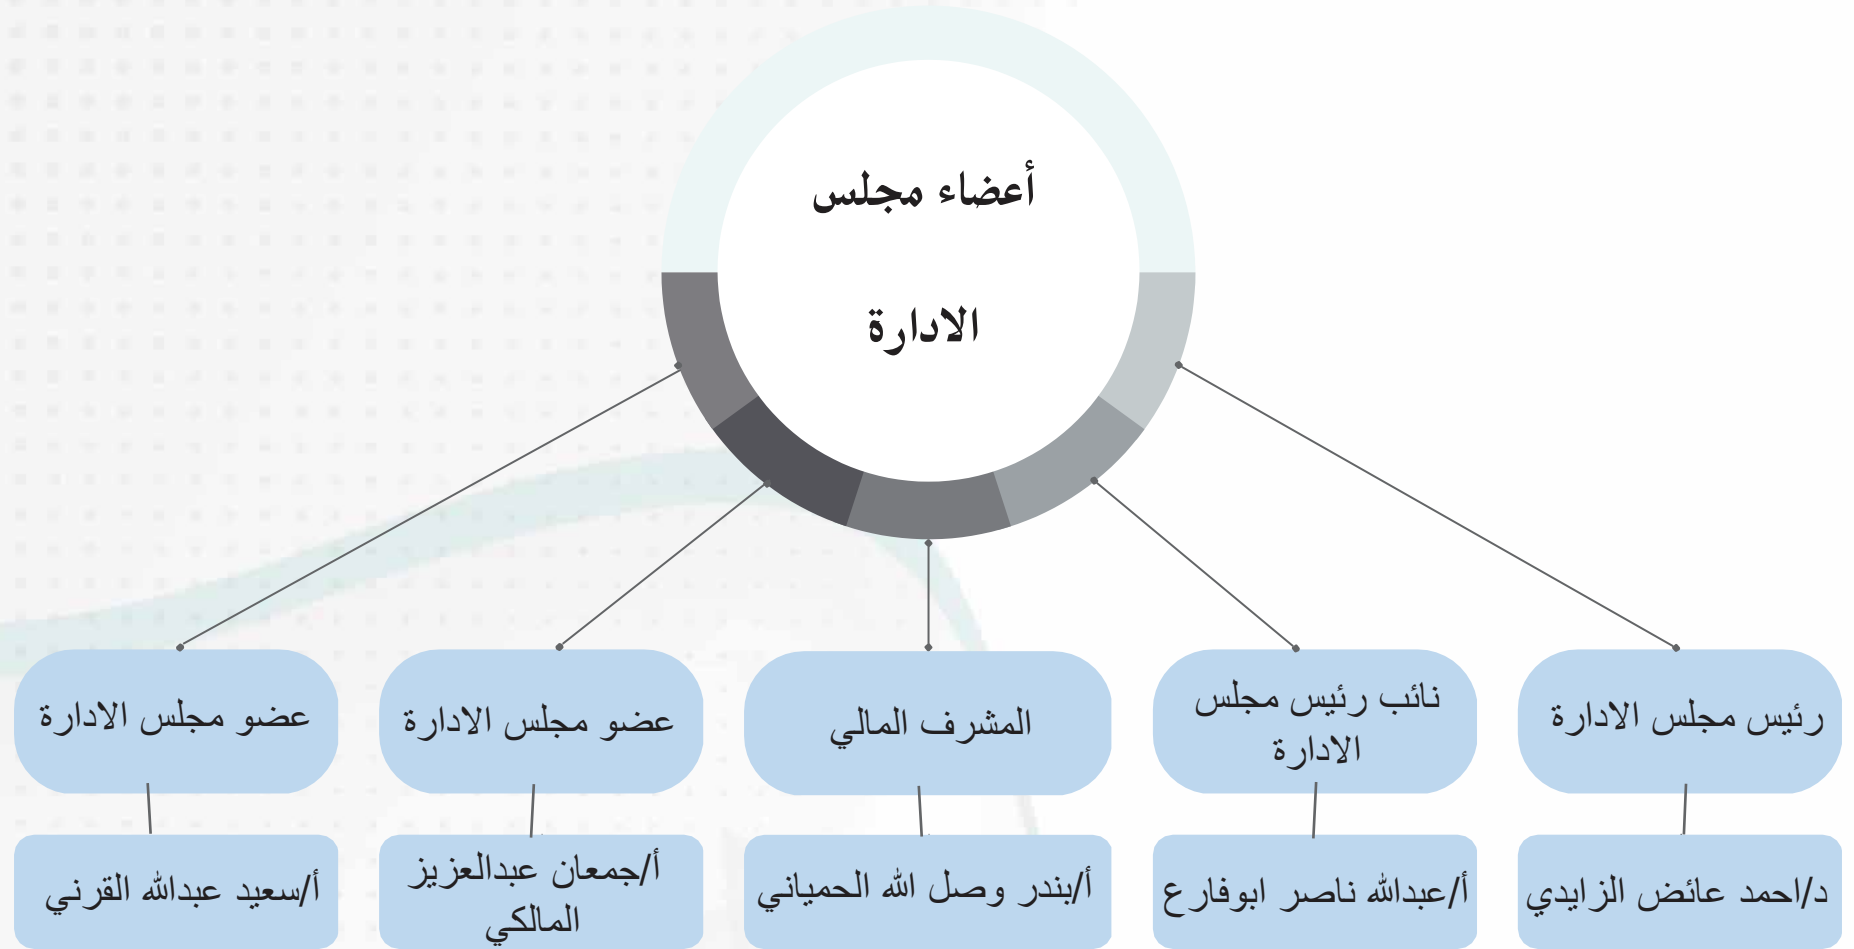 أعضاء مجلس
الادارة
رئيس مجلس الادارة
نائب رئيس مجلس
الادارة
المشرف المالي
عضو مجلس الادارة
عضو مجلس الادارة
د/احمد عائض الزايدي
أ/عبدالله ناصر ابوفارع
أ/بندر وصل الله الحمياني
أ/جمعان عبدالعزيز
المالكي
أ/سعيد عبدالله القرني